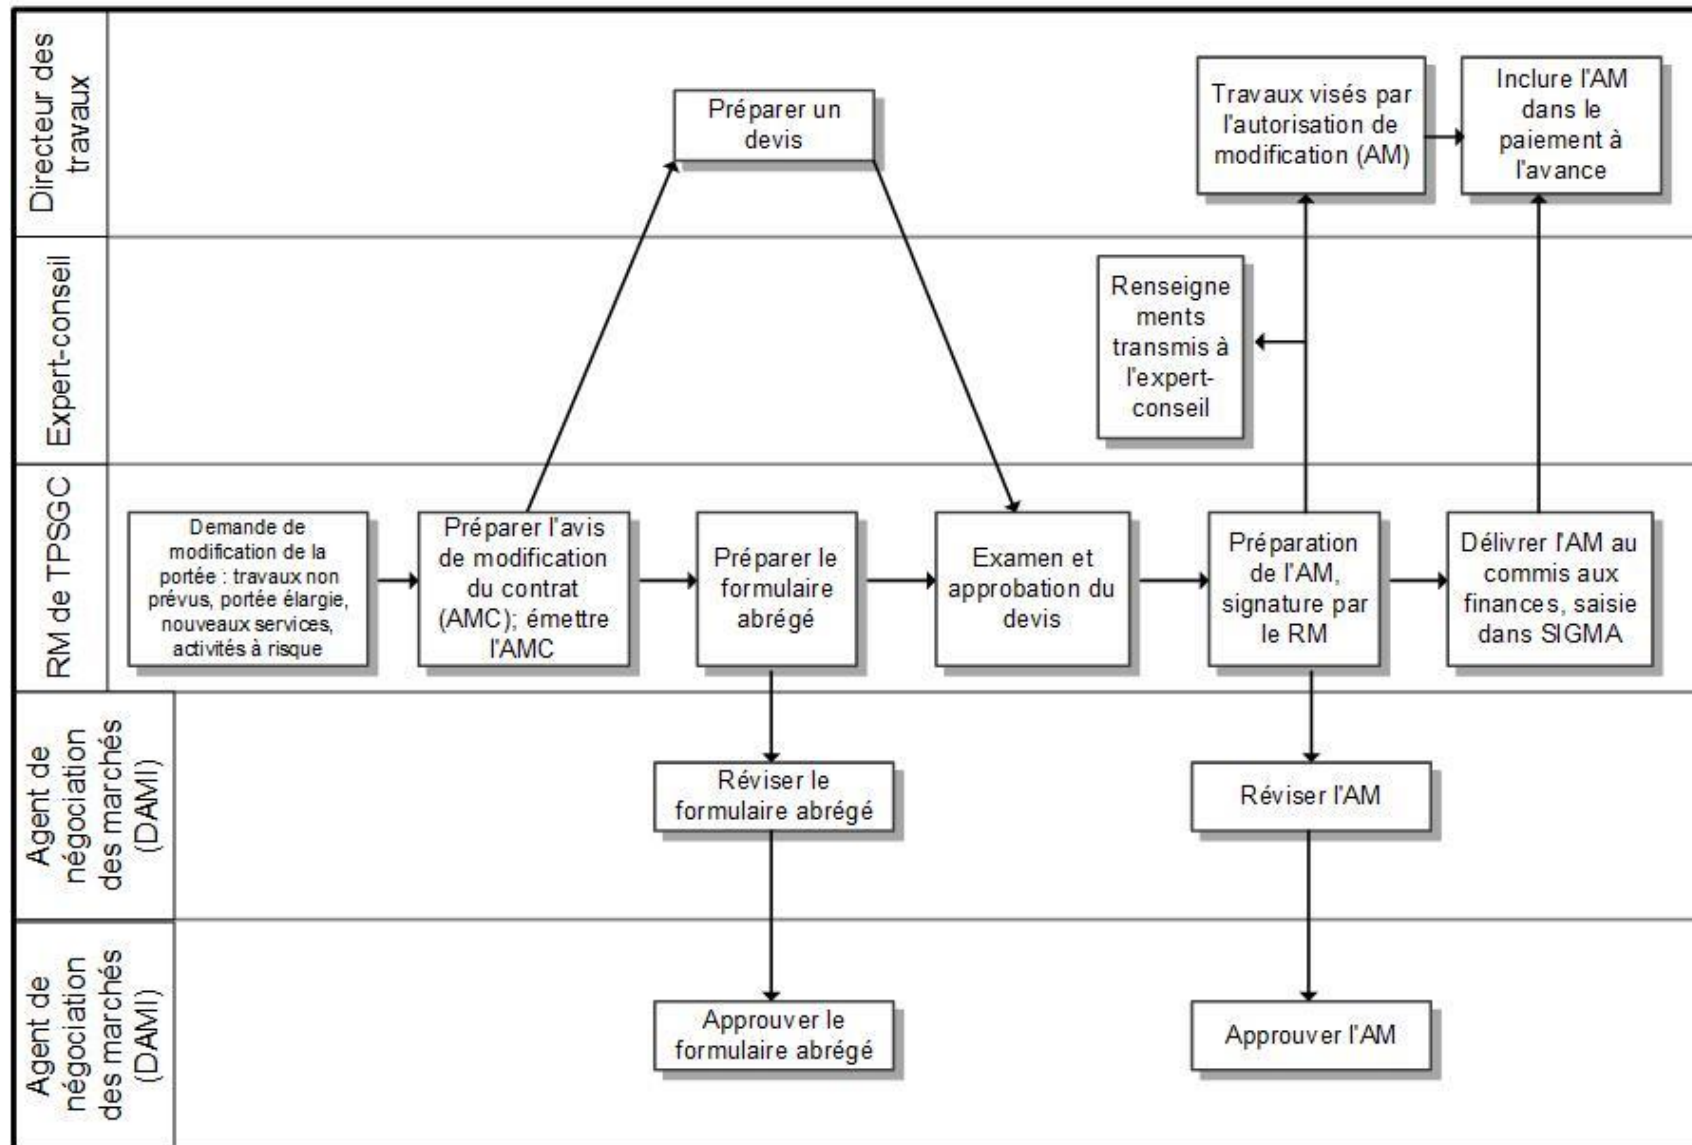 Directeur des
travaux
Préparer un
devis
Travaux visés par
l'autorisation de
modification (AM)
Inclure l'AM
dans le
paiement à
l'avance
Expert-conseil
Renseigne
ments
transmis à
l'expert-
conseil
RM de TPSGC
Demande de
modification de la
portée : travaux non
prévus, portée élargie,
nouveaux services,
activités à risque
Préparer l'avis
de modification
du contrat
(AMC); émettre
l'AMC
Préparer le
formulaire
abrégé
Examen et
approbation du
devis
Préparation
de l'AM,
signature par
le RM
Délivrer l'AM au
commis aux
finances, saisie
dans SIGMA
Agent de
négociation
des marchés
(DAMI)
Réviser le
formulaire abrégé
Réviser l'AM
Agent de
négociation
des marchés
(DAMI)
Approuver le
formulaire abrégé
Approuver l'AM